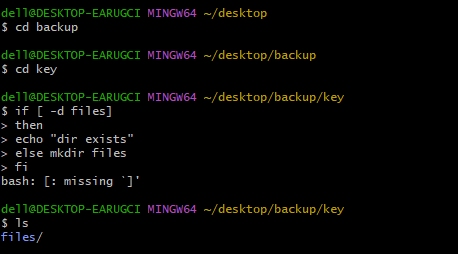 dell@DESKTOP-EARUGCI MINGW64 ~/desktop
$ cd backup
dell@DESKTOP-EARUGCI MINGW64 ~/desktop/backup
$ cd key
dell@DESKTOP-EARUGCI MINGW64 ~/desktop/backup/key
$ if [ -d files]
> then
> echo "dir exists"
> else mkdir files
> fi
bash: [: missing `]'
dell@DESKTOP-EARUGCI MINGW64 ~/desktop/backup/key
$ ls
files/